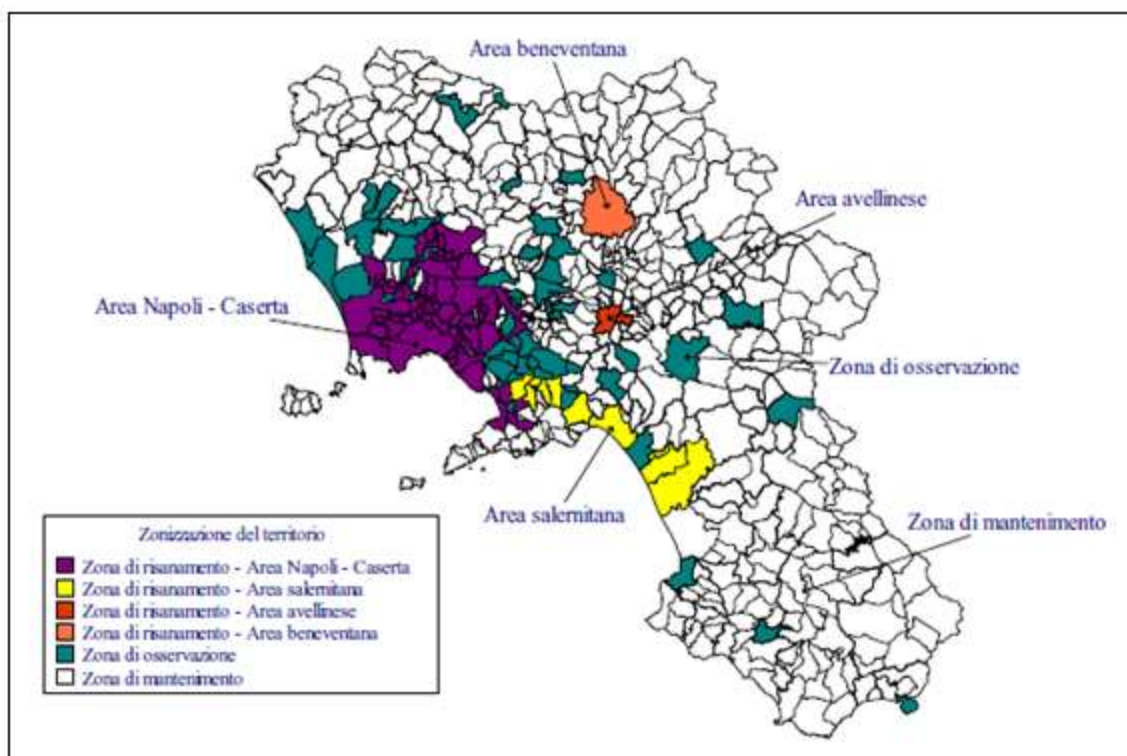 Area beneventana
Area avellinese
Area Napoli - Caserta
Zona di osservazione
Area salernitana
Zona di mantenimento
Zonizzazione del territorio
Zona di risanamento - Area Napoli - Caserta
Zona di risanamento - Area salernitana
Zona di risanamento - Area avellinese
Zona di risanamento - Area beneventana
Zona di osservazione
Zona di mantenimento